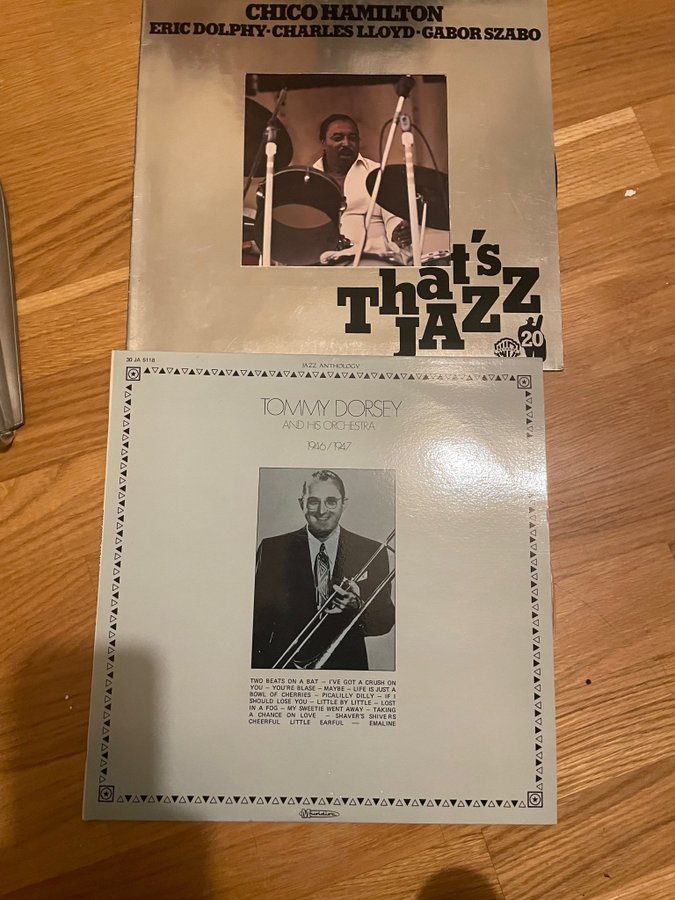 CHICO HAMILTON
ERIC DOLPHY·CHARLES LLOYD·GABOR SZABO
That's
JAZZ
20
30 JA 5118
JAZZ ANTHOLOGY
TOMMY DORSEY
AND HIS ORCHESTRA
1946/1947
TWO BEATS ON A BAT – I'VE GOT A CRUSH ON
YOU – YOU'RE BLASE – MAYBE – LIFE IS JUST A
BOWL OF CHERRIES – PICALILLY DILLY – IF I
SHOULD LOSE YOU – LITTLE BY LITTLE – LOST
IN A FOG – MY SWEETIE WENT AWAY – TAKING
A CHANCE ON LOVE – SHAVER'S SHIVERS
CHEERFUL LITTLE EARFUL — EMALINE